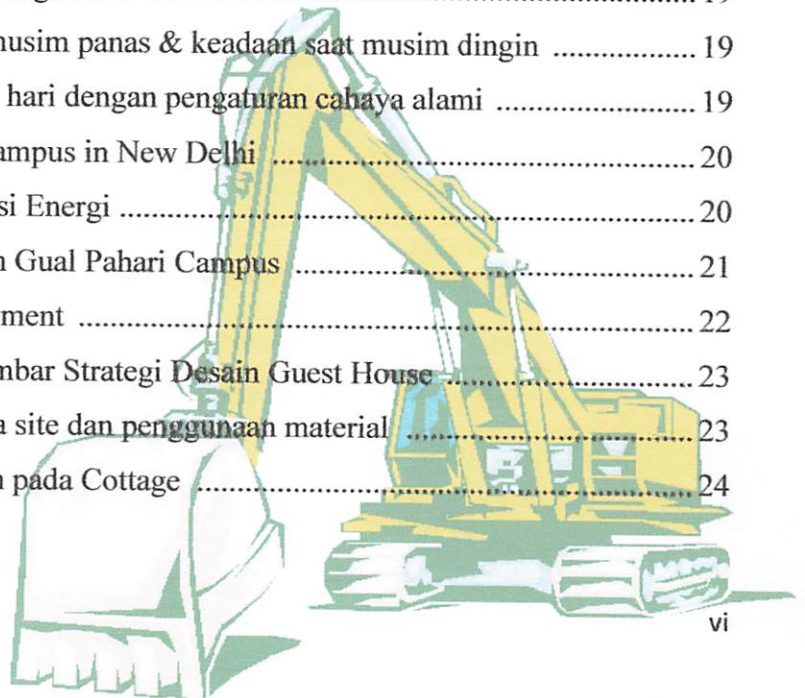 musim panas & keadaan saat musim dingin .................. 19
hari dengan pengaturan cahaya alami ......................... 19
ampus in New Delhi ..................................................... 20
si Energi ........................................................................ 20
n Gual Pahari Campus .................................................. 21
ment .............................................................................. 22
mbar Strategi Desain Guest House ............................... 23
a site dan penggunaan material .................................... 23
n pada Cottage .............................................................. 24
vi